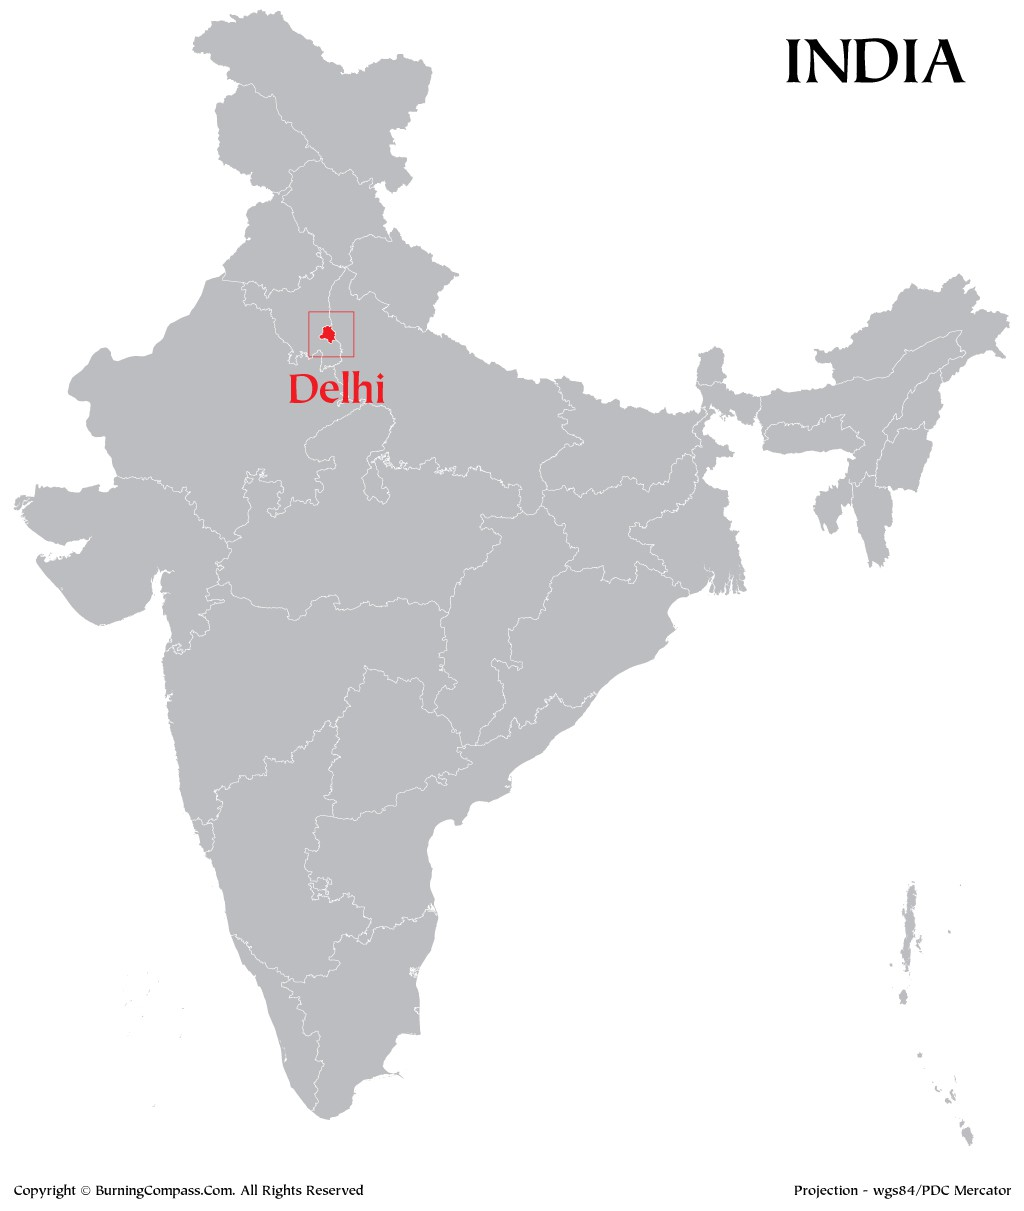 INDIA
Delhi
Copyright © BurningCompass.Com. All Rights Reserved
Projection - wgs84/PDC Mercator